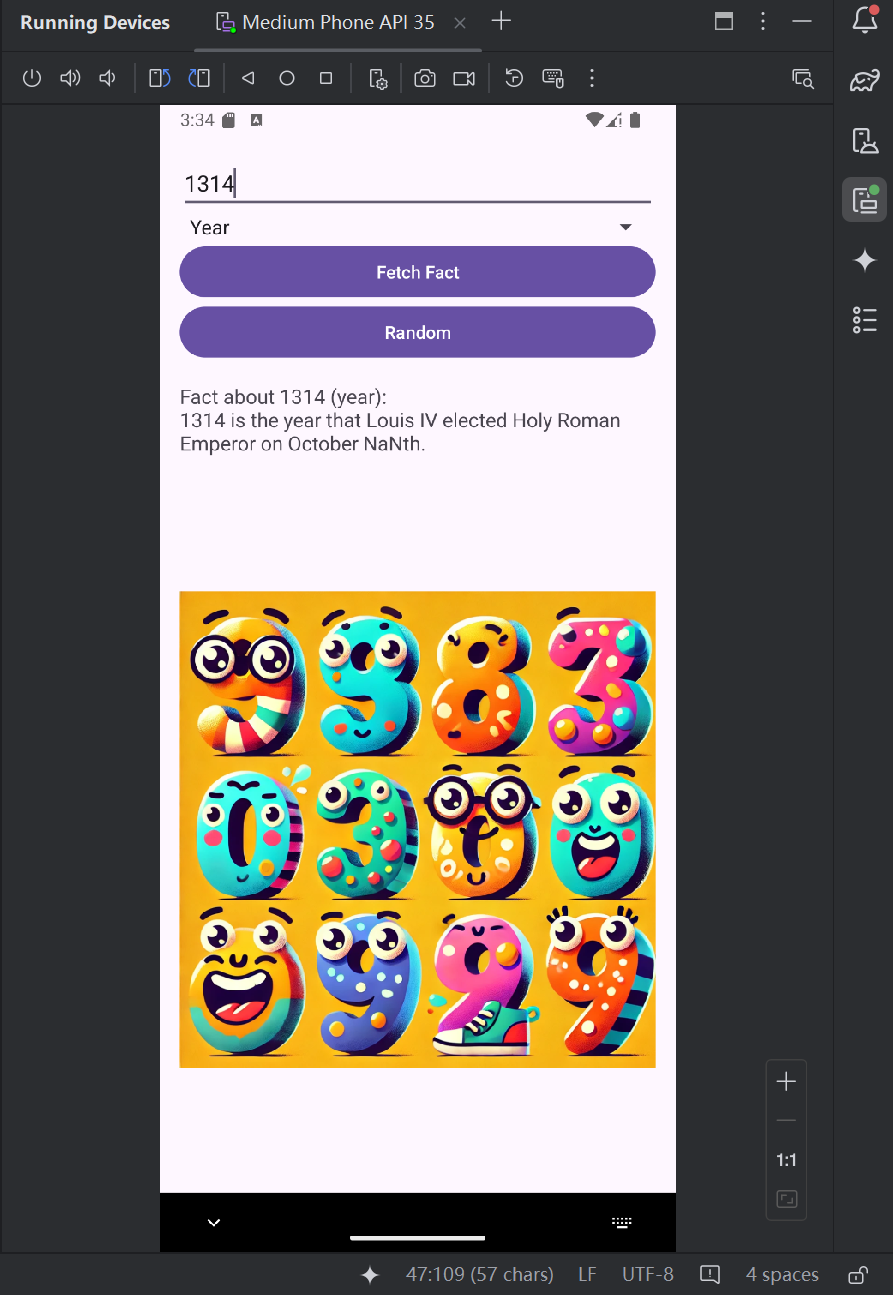 Running Devices
Medium Phone API 35
3:34
A
1314
Year
Fetch Fact
Random
Fact about 1314 (year):
1314 is the year that Louis IV elected Holy Roman
Emperor on October NaNth.
1:1
47:109 (57 chars)
LF
UTF-8
4 spaces